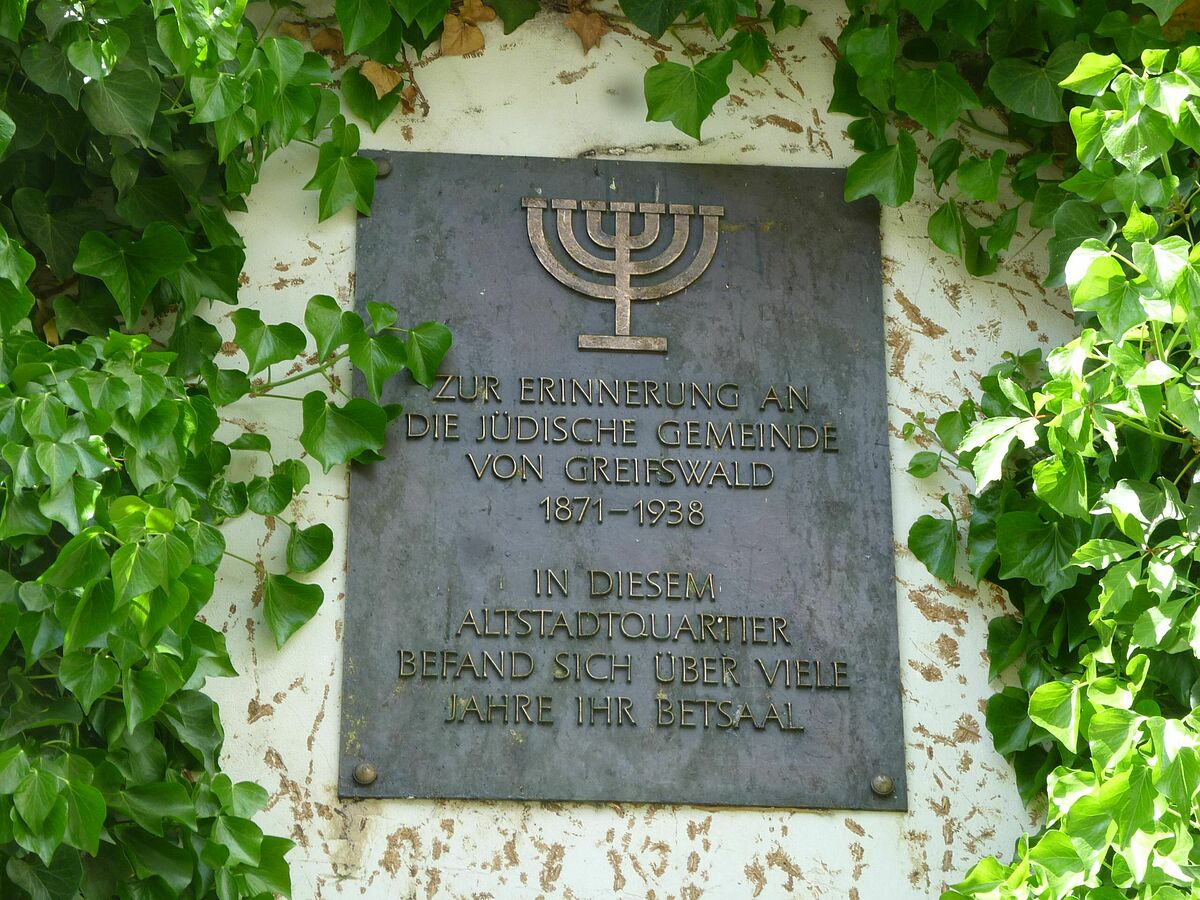 ZUR ERINNERUNG AN
DIE JÜDISCHE GEMEINDE
VON GREIFSWALD
1871–1938
IN DIESEM
ALTSTADTQUARTIER
BEFAND SICH ÜBER VIELE
JAHRE IHR BETSAAL